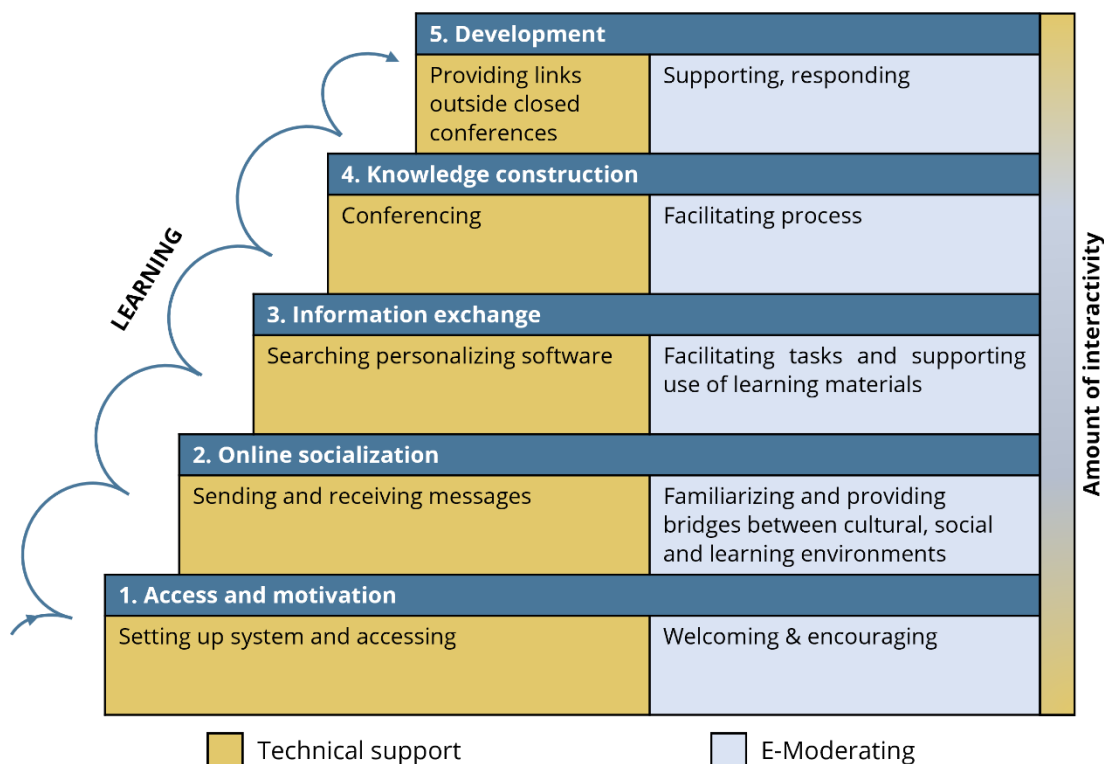 5. Development
Providing links
outside closed
conferences
Supporting, responding
4. Knowledge construction
Conferencing
Facilitating process
3. Information exchange
Searching personalizing software
Facilitating tasks and supporting
use of learning materials
2. Online socialization
Sending and receiving messages
Familiarizing and providing
bridges between cultural, social
and learning environments
1. Access and motivation
Setting up system and accessing
Welcoming & encouraging
LEARNING
Amount of interactivity
Technical support
E-Moderating